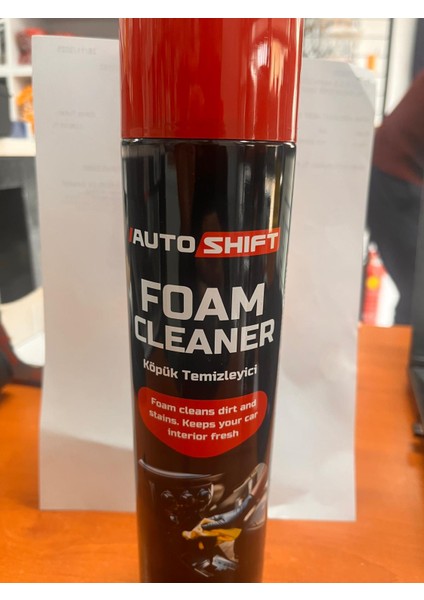 AUTO SHIFT
FOAM
CLEANER
Köpük Temizleyici
Foam cleans dirt and
stains. Keeps your car
interior fresh